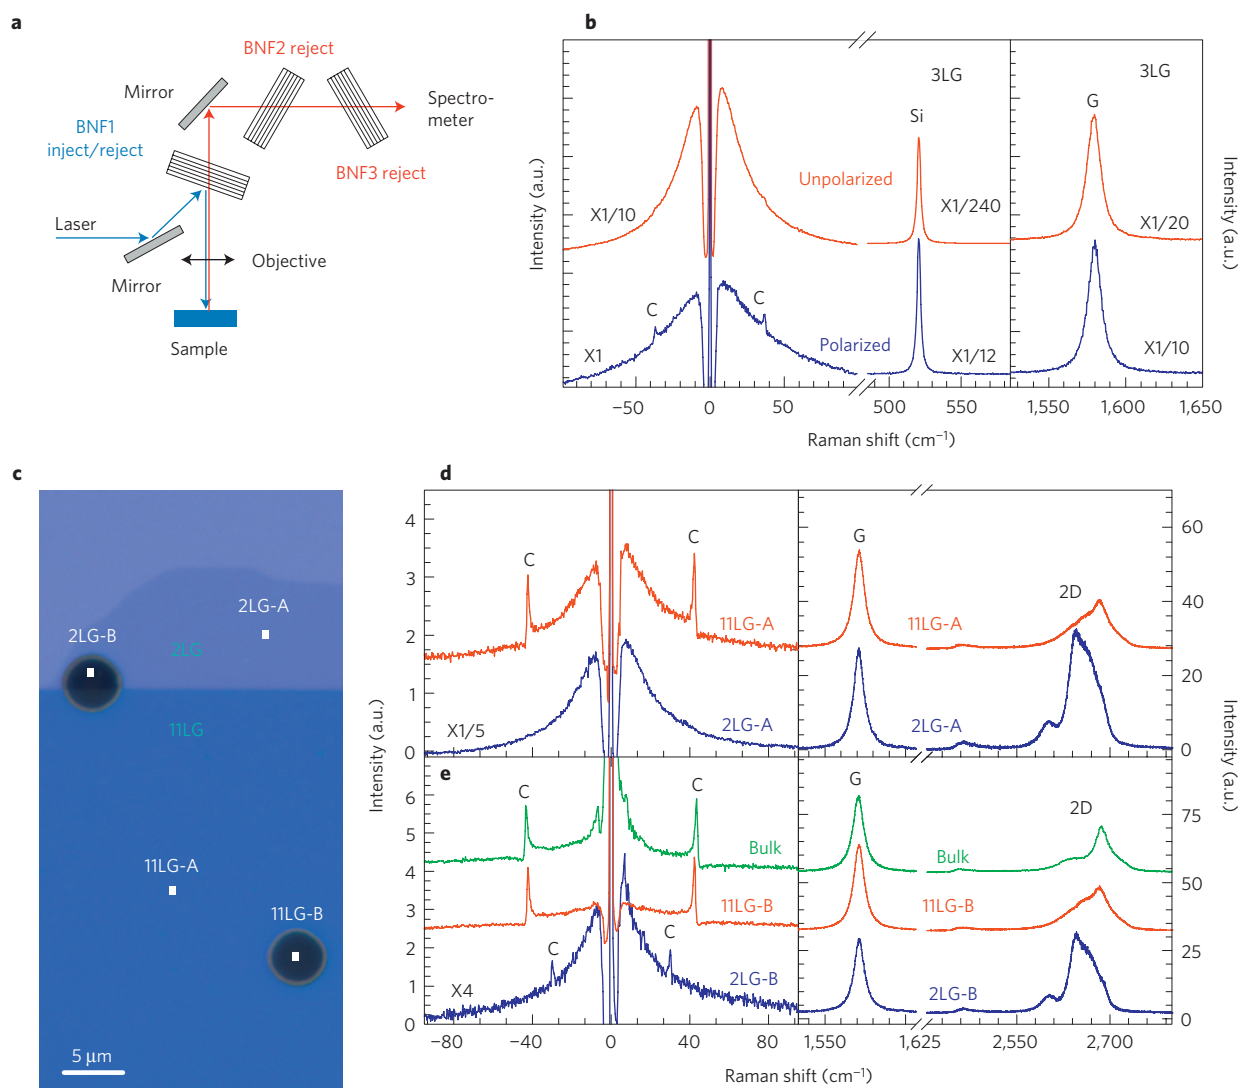 a
BNF2 reject
Mirror
Spectro-
meter
BNF1
inject/reject
BNF3 reject
Laser
Objective
Mirror
Sample
b
3LG
3LG
Si
G
Unpolarized
X1/10
X1/240
X1/20
C
C
X1
Polarized
X1/12
X1/10
Intensity (a.u.)
Intensity (a.u.)
−50
0
50
500
550
1,550
1,600
1,650
Raman shift (cm−1)
c
2LG-A
2LG-B
2LG
11LG
11LG-A
11LG-B
5 μm
d
4
3
2
1
0
C
C
G
2D
60
40
20
0
11LG-A
11LG-A
X1/5
2LG-A
2LG-A
Intensity (a.u.)
Intensity (a.u.)
e
6
5
4
3
2
1
0
C
C
G
2D
75
50
25
0
Bulk
Bulk
11LG-B
11LG-B
C
C
X4
2LG-B
2LG-B
−80
−40
0
40
80
1,550
1,625
2,550
2,700
Raman shift (cm−1)